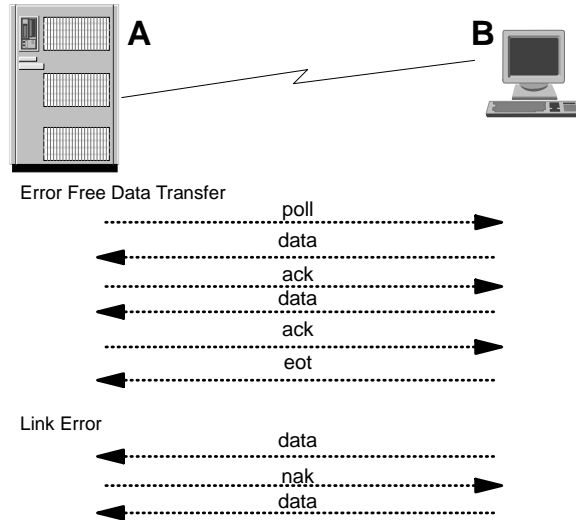 A
B
Error Free Data Transfer
poll
data
ack
data
ack
eot
Link Error
data
nak
data